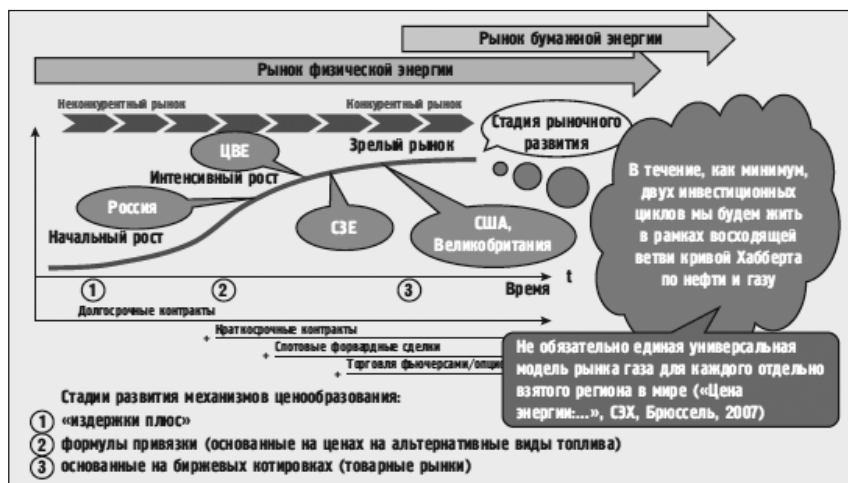 Рынок бумажной энергии
Рынок физической энергии
Неконкурентный рынок
Конкурентный рынок
Стадия рыночного
развития
Зрелый рынок
ЦВЕ
Интенсивный рост
Россия
СЗЕ
США,
Великобритания
Начальный рост
В течение, как минимум,
двух инвестиционных
циклов мы будем жить
в рамках восходящей
ветви кривой Хабберта
по нефти и газу
1
2
3
Время
t
Долгосрочные контракты
+ Краткосрочные контракты
+ Спотовые форвардные сделки
+ Торговля фьючерсами/опцио
Не обязательно единая универсальная
модель рынка газа для каждого отдельно
взятого региона в мире («Цена
энергии:...», СЭХ, Брюссель, 2007)
Стадии развития механизмов ценообразования:
1 «издержки плюс»
2 формулы привязки (основанные на ценах на альтернативные виды топлива)
3 основанные на биржевых котировках (товарные рынки)